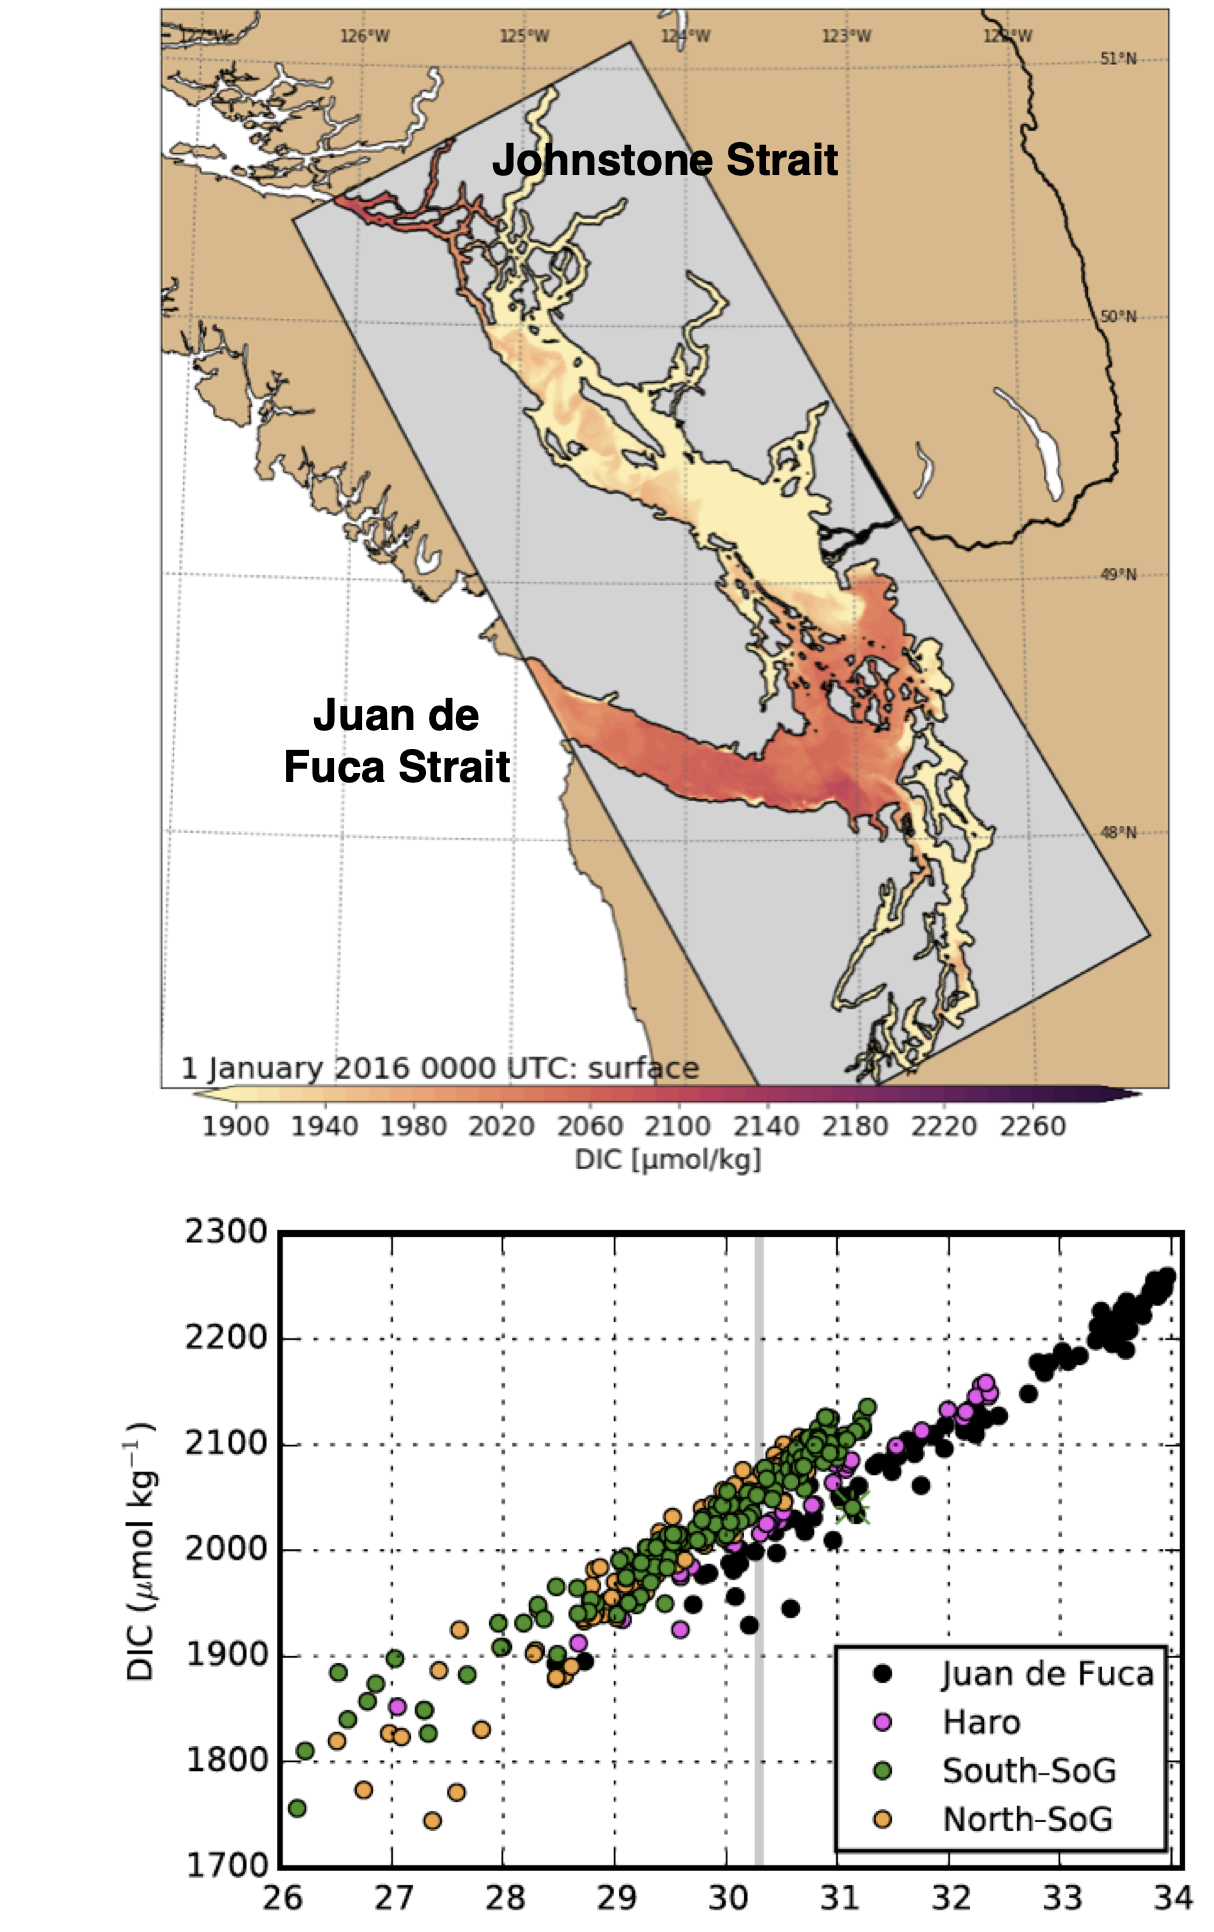 127°W 126°W 125°W 124°W 123°W 122°W
51°N
Johnstone Strait
50°N
49°N
Juan de
Fuca Strait
48°N
1 January 2016 0000 UTC: surface
1900 1940 1980 2020 2060 2100 2140 2180 2220 2260
DIC [µmol/kg]
2300
2200
2100
2000
1900
1800
1700
DIC (µmol kg⁻¹)
Juan de Fuca
Haro
South-SoG
North-SoG
26 27 28 29 30 31 32 33 34